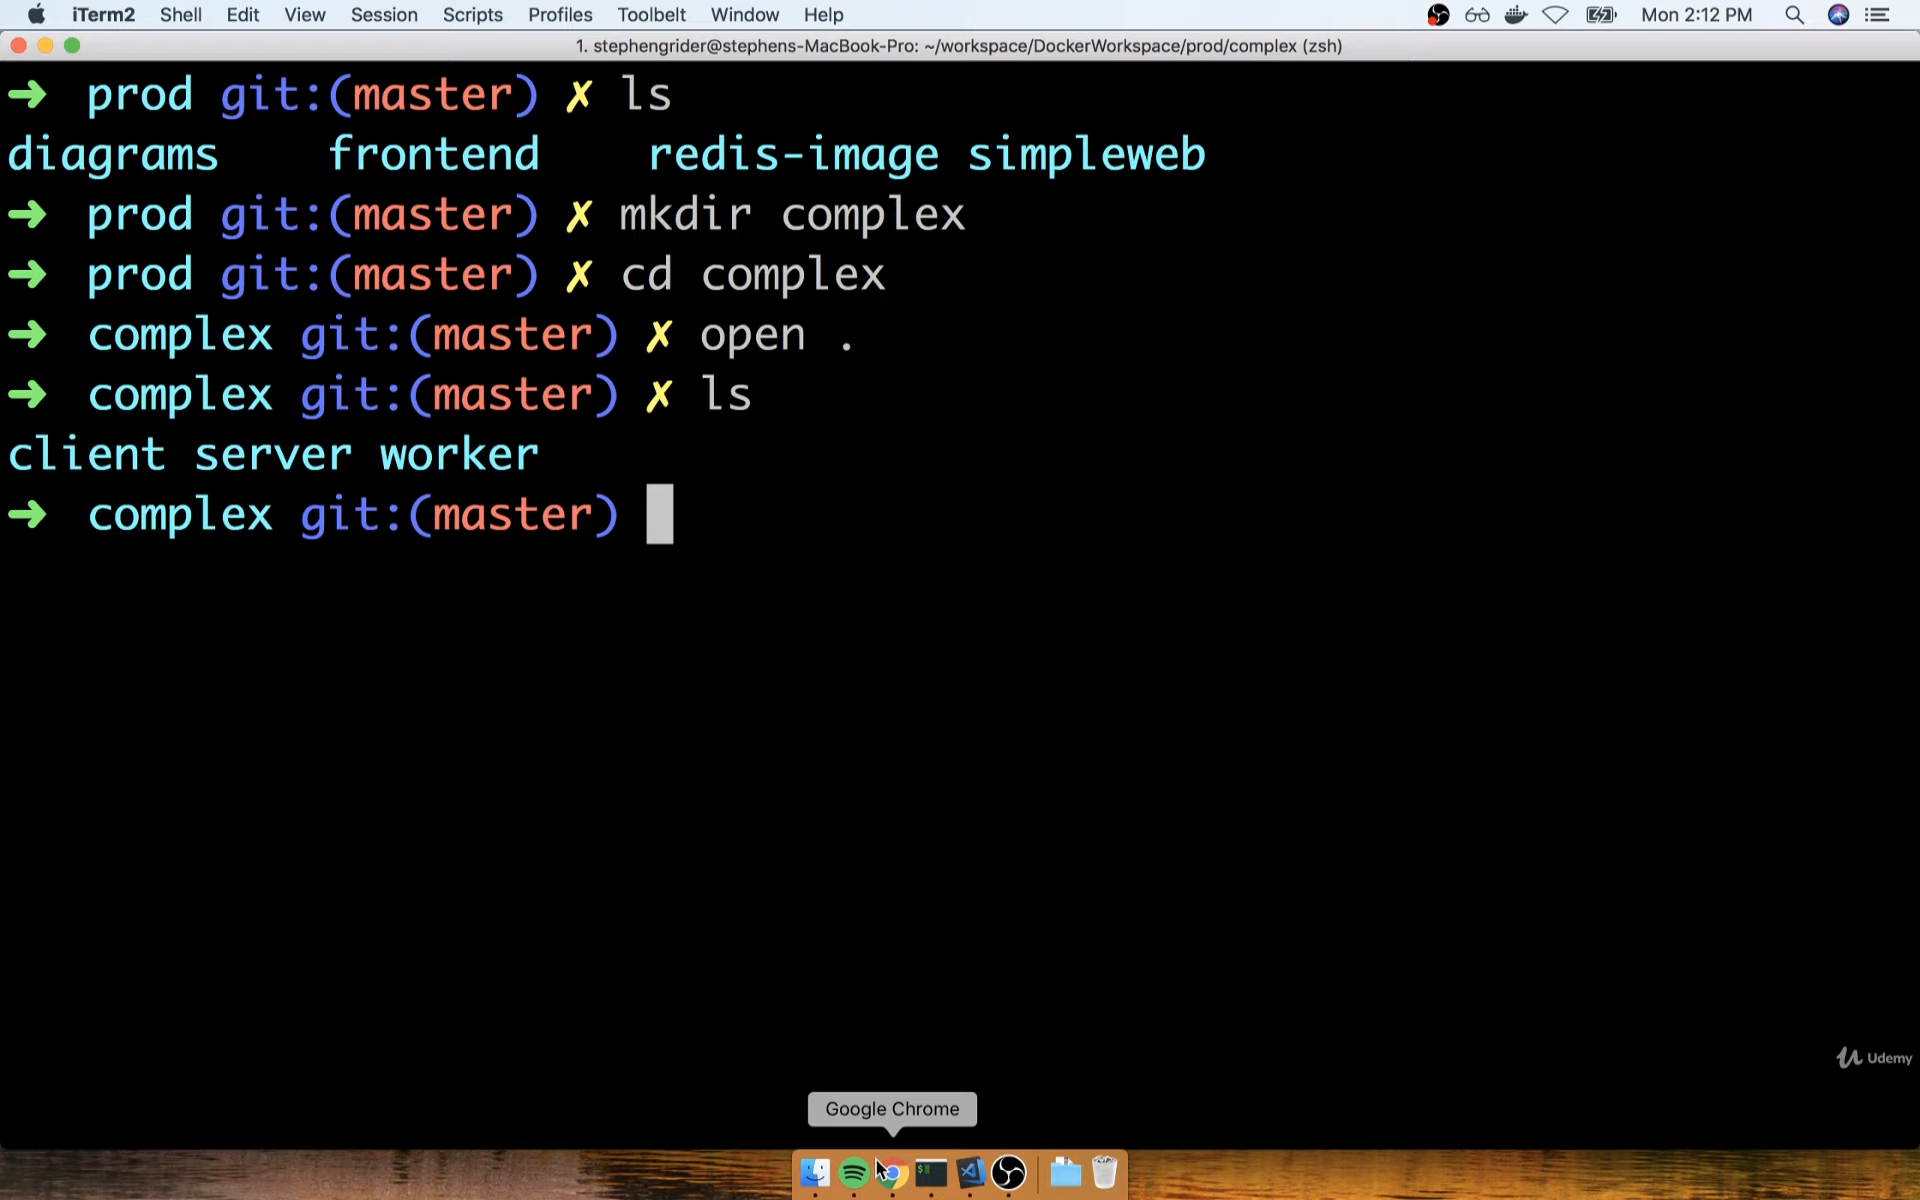 iTerm2 Shell Edit View Session Scripts Profiles Toolbelt Window Help Mon 2:12 PM
1. stephengrider@stephens-MacBook-Pro: ~/workspace/DockerWorkspace/prod/complex (zsh)
➜ prod git:(master) ✗ ls
diagrams frontend redis-image simpleweb
➜ prod git:(master) ✗ mkdir complex
➜ prod git:(master) ✗ cd complex
➜ complex git:(master) ✗ open .
➜ complex git:(master) ✗ ls
client server worker
➜ complex git:(master)
Udemy
Google Chrome